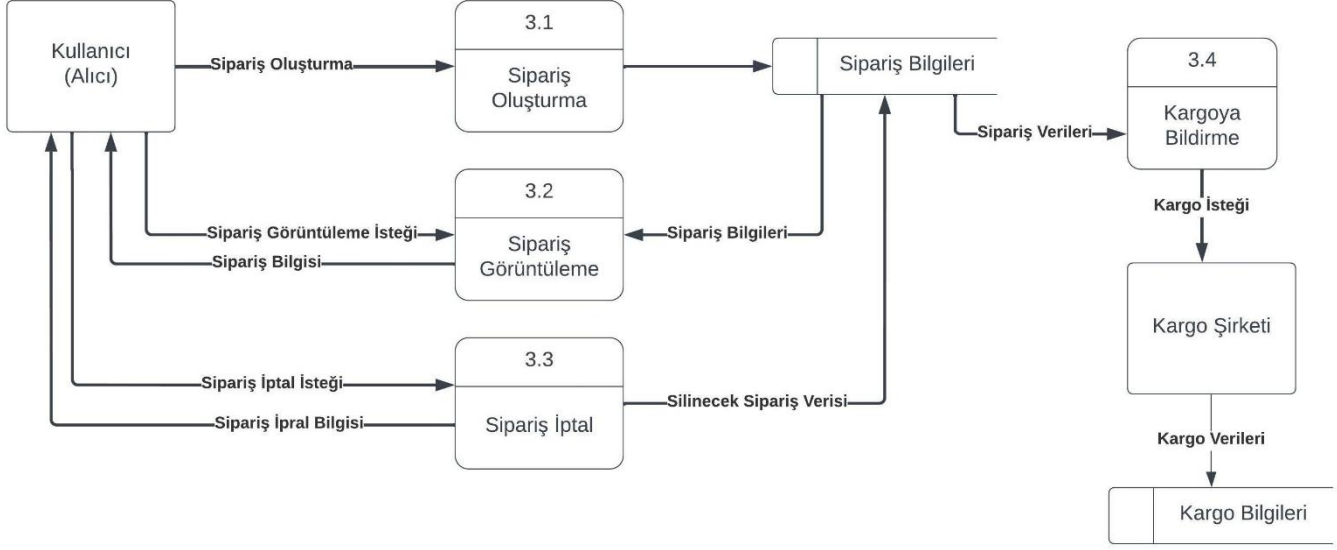 Kullanıcı
(Alıcı)
Sipariş Oluşturma
3.1
Sipariş
Oluşturma
Sipariş Bilgileri
Sipariş Verileri
3.4
Kargoya
Bildirme
Sipariş Görüntüleme İsteği
Sipariş Bilgisi
3.2
Sipariş
Görüntüleme
Sipariş Bilgileri
Kargo İsteği
Kargo Şirketi
Sipariş İptal İsteği
Sipariş İpral Bilgisi
3.3
Sipariş İptal
Silinecek Sipariş Verisi
Kargo Verileri
Kargo Bilgileri